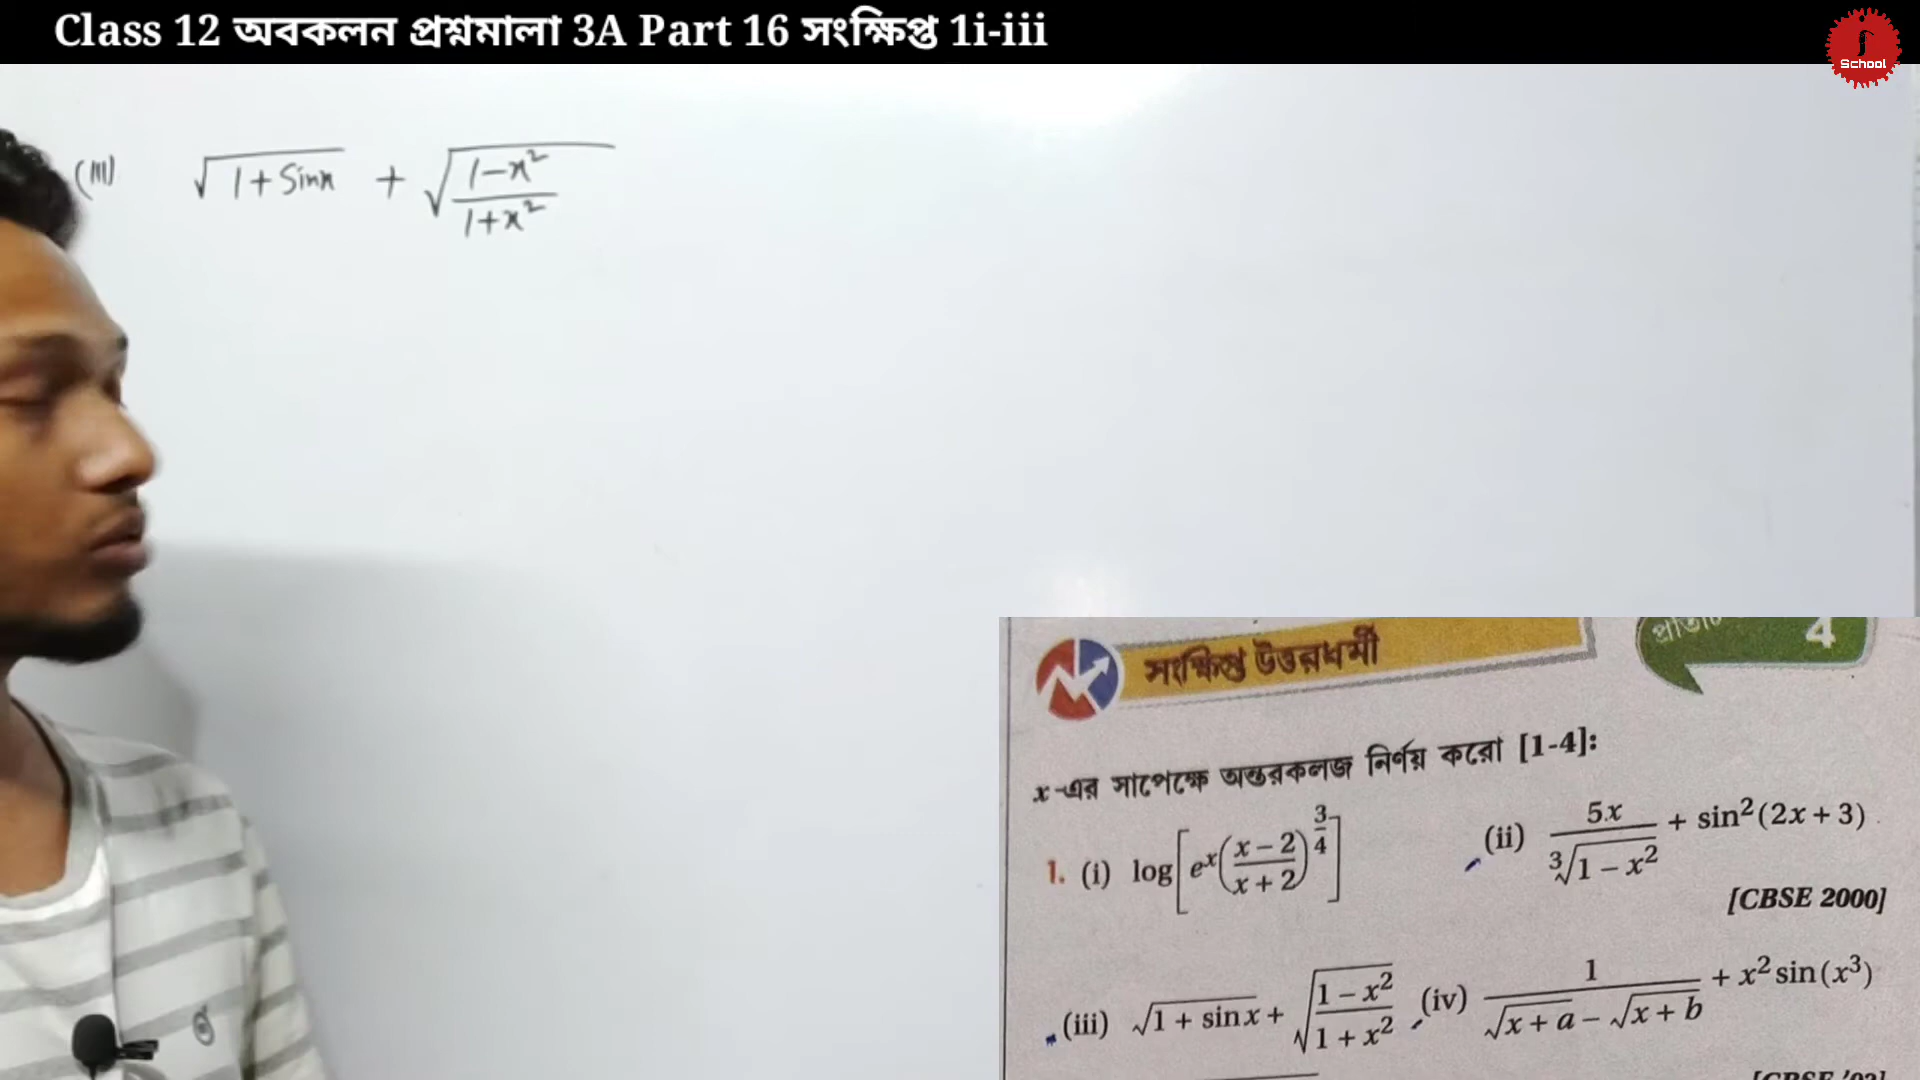 Class 12 অবকলন প্রশ্নমালা 3A Part 16 সংক্ষিপ্ত 1i-iii
∫ School
(III) √(1+Sinx) + √((1-x²)/(1+x²))
সংক্ষিপ্ত উত্তরধর্মী
4
x-এর সাপেক্ষে অন্তরকলজ নির্ণয় করো [1-4]:
1. (i) log[eˣ((x-2)/(x+2))^(3/4)] (ii) 5x/∛(1-x²) + sin²(2x+3)
[CBSE 2000]
(iii) √(1+sinx) + √((1-x²)/(1+x²)) (iv) 1/(√(x+a) - √(x+b)) + x² sin(x³)